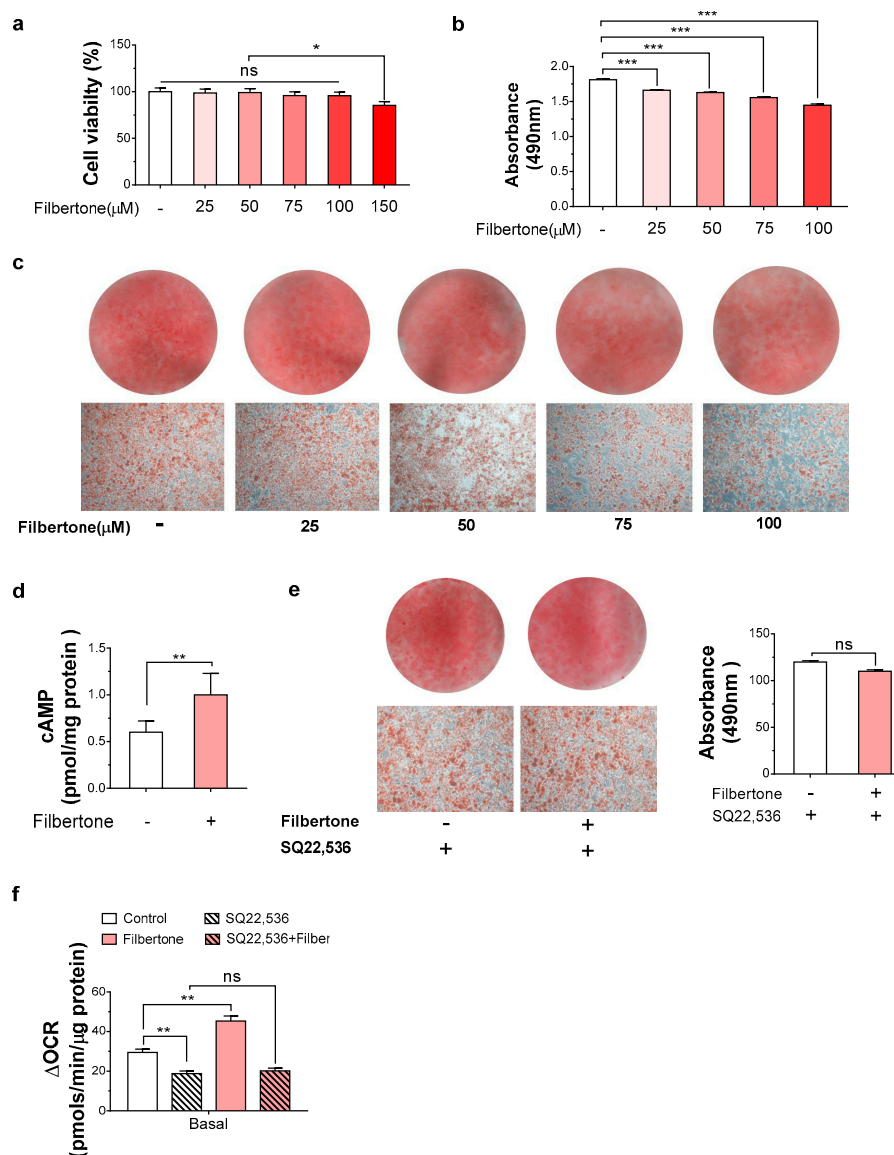 a
Cell viabilty (%)
150
100
50
0
ns
*
Filbertone(μM)
- 25 50 75 100 150
b
Absorbance
(490nm)
2.0
1.5
1.0
0.5
0.0
***
***
***
***
Filbertone(μM)
- 25 50 75 100
c
Filbertone(μM) - 25 50 75 100
d
cAMP
(pmol/mg protein )
1.5
1.0
0.5
0.0
**
Filbertone - +
e
Filbertone - +
SQ22,536 + +
Absorbance
(490nm )
150
100
50
0
ns
Filbertone - +
SQ22,536 + +
f
Control SQ22,536
Filbertone SQ22,536+Filber
ΔOCR
(pmols/min/μg protein)
60
40
20
0
**
**
ns
Basal